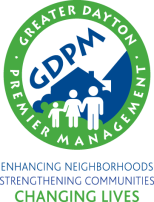 GREATER DAYTON
GDPM
PREMIER MANAGEMENT
ENHANCING NEIGHBORHOODS
STRENGTHENING COMMUNITIES
CHANGING LIVES